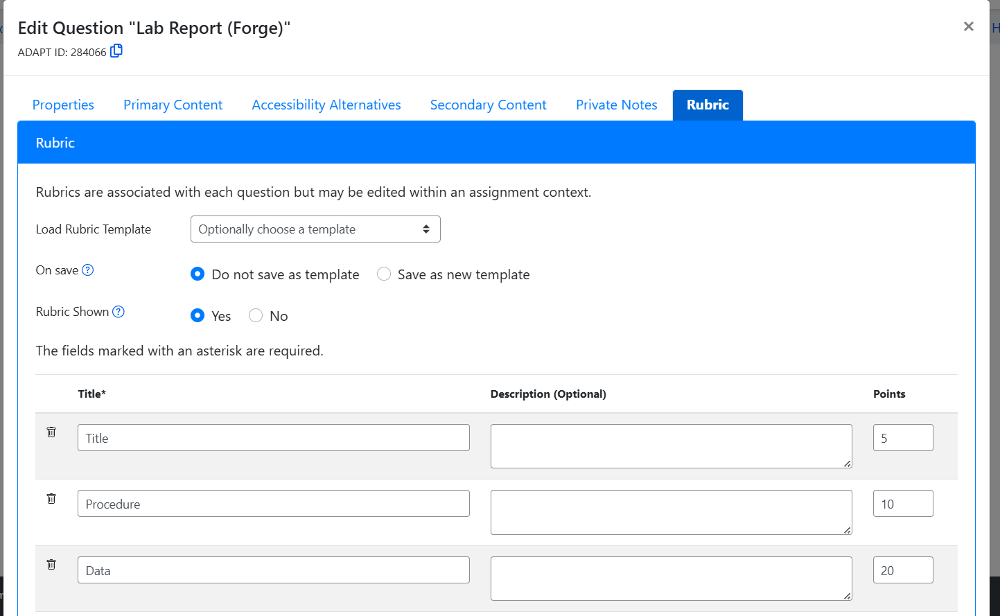 Edit Question "Lab Report (Forge)"
ADAPT ID: 284066
Properties Primary Content Accessibility Alternatives Secondary Content Private Notes Rubric
Rubric
Rubrics are associated with each question but may be edited within an assignment context.
Load Rubric Template Optionally choose a template
On save Do not save as template Save as new template
Rubric Shown Yes No
The fields marked with an asterisk are required.
Title* Description (Optional) Points
Title 5
Procedure 10
Data 20